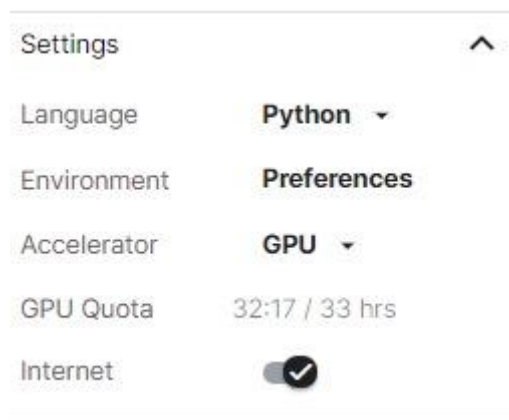 Settings
Language Python
Environment Preferences
Accelerator GPU
GPU Quota 32:17 / 33 hrs
Internet